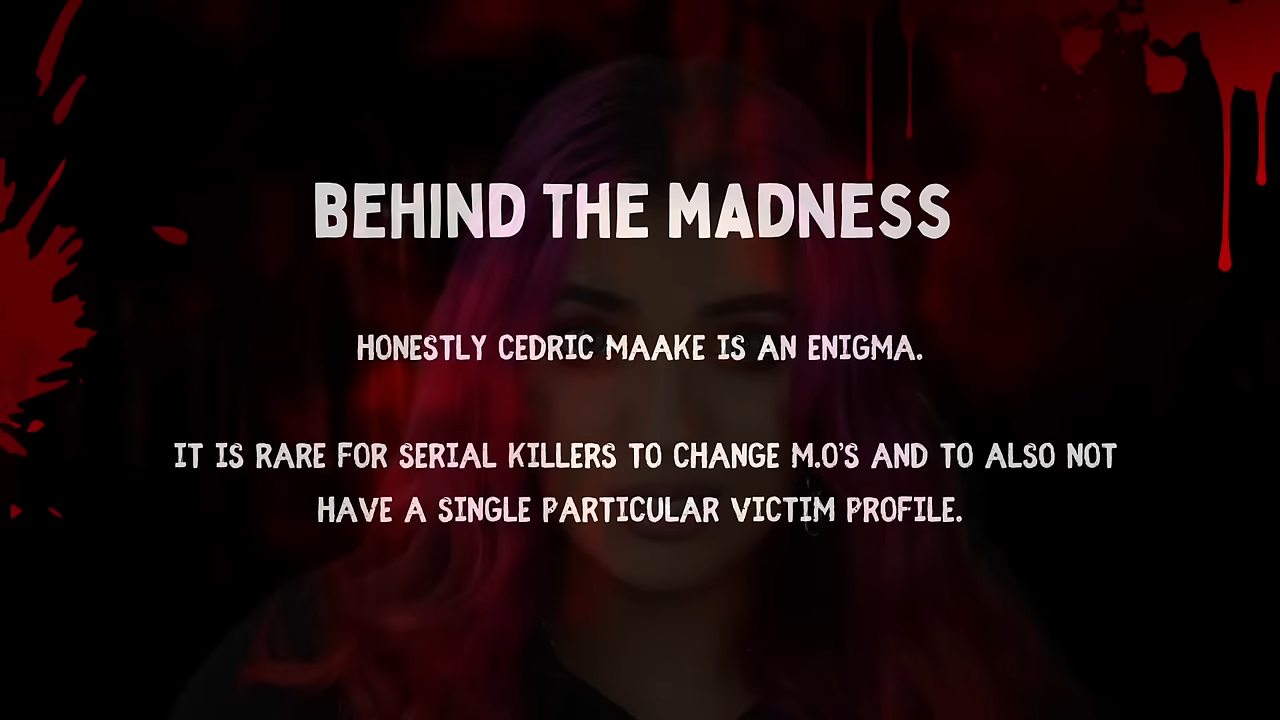 BEHIND THE MADNESS
HONESTLY CEDRIC MAAKE IS AN ENIGMA.
IT IS RARE FOR SERIAL KILLERS TO CHANGE M.O'S AND TO ALSO NOT
HAVE A SINGLE PARTICULAR VICTIM PROFILE.